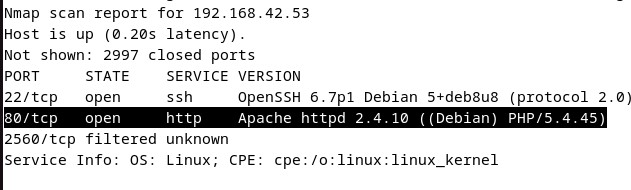 Nmap scan report for 192.168.42.53
Host is up (0.20s latency).
Not shown: 2997 closed ports
PORT     STATE    SERVICE VERSION
22/tcp   open     ssh     OpenSSH 6.7p1 Debian 5+deb8u8 (protocol 2.0)
80/tcp   open     http    Apache httpd 2.4.10 ((Debian) PHP/5.4.45)
2560/tcp filtered unknown
Service Info: OS: Linux; CPE: cpe:/o:linux:linux_kernel